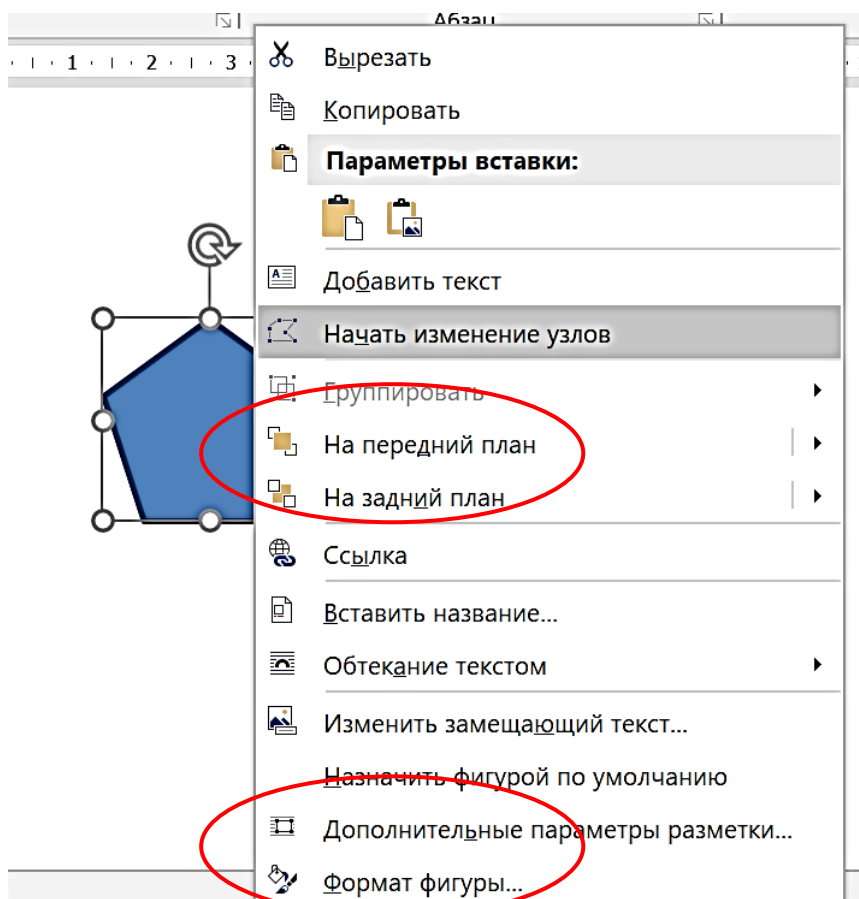 Абзац
1 2 3
Вырезать
Копировать
Параметры вставки:
Добавить текст
Начать изменение узлов
Группировать
На передний план
На задний план
Ссылка
Вставить название...
Обтекание текстом
Изменить замещающий текст...
Назначить фигурой по умолчанию
Дополнительные параметры разметки...
Формат фигуры...